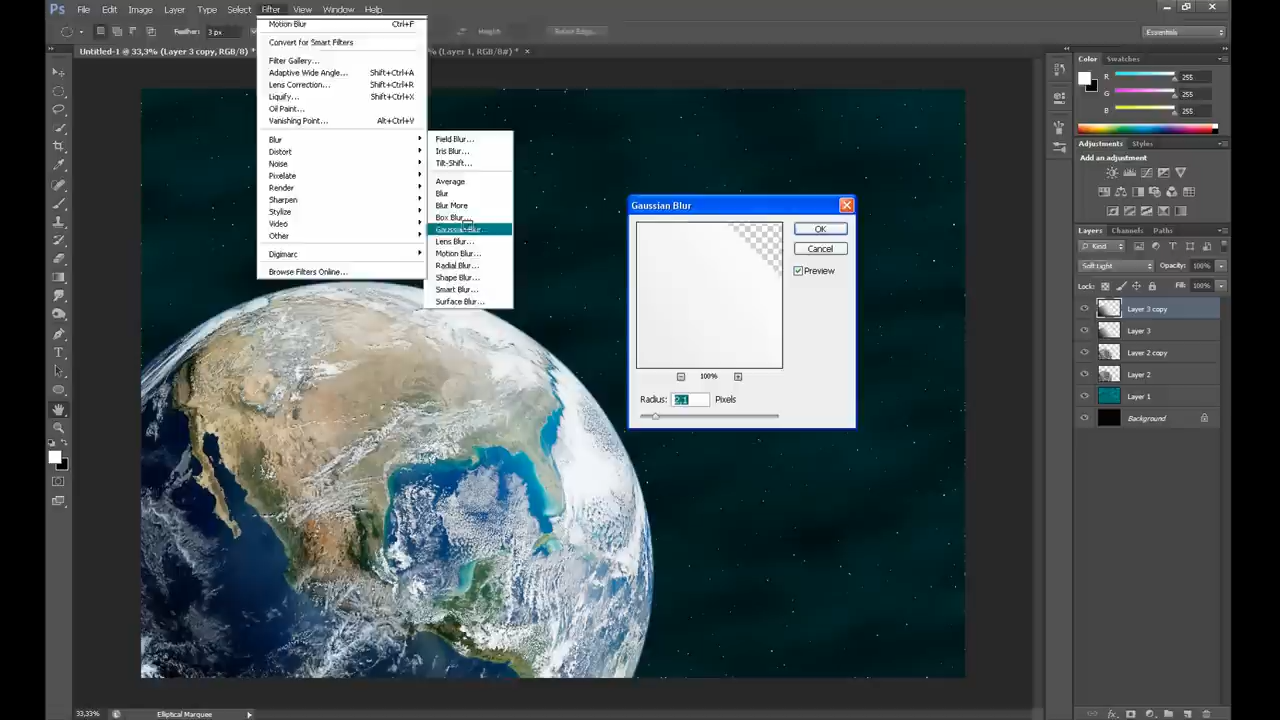 Ps File Edit Image Layer Type Select Filter View Window Help
Feather: 3 px
Height:
Refine Edge...
Essentials
Untitled-1 @ 33,3% (Layer 3 copy, RGB/8) *
% (Layer 1, RGB/8#) * ×
Motion Blur Ctrl+F
Convert for Smart Filters
Filter Gallery...
Adaptive Wide Angle... Shift+Ctrl+A
Lens Correction... Shift+Ctrl+R
Liquify... Shift+Ctrl+X
Oil Paint...
Vanishing Point... Alt+Ctrl+V
Blur
Distort
Noise
Pixelate
Render
Sharpen
Stylize
Video
Other
Digimarc
Browse Filters Online...
Field Blur...
Iris Blur...
Tilt-Shift...
Average
Blur
Blur More
Box Blur...
Gaussian Blur...
Lens Blur...
Motion Blur...
Radial Blur...
Shape Blur...
Smart Blur...
Surface Blur...
Gaussian Blur
OK
Cancel
Preview
100%
Radius: 2,1 Pixels
Color Swatches
R 255
G 255
B 255
Adjustments Styles
Add an adjustment
Layers Channels Paths
Kind
Soft Light Opacity: 100%
Lock: Fill: 100%
Layer 3 copy
Layer 3
Layer 2 copy
Layer 2
Layer 1
Background
33,33% Elliptical Marquee